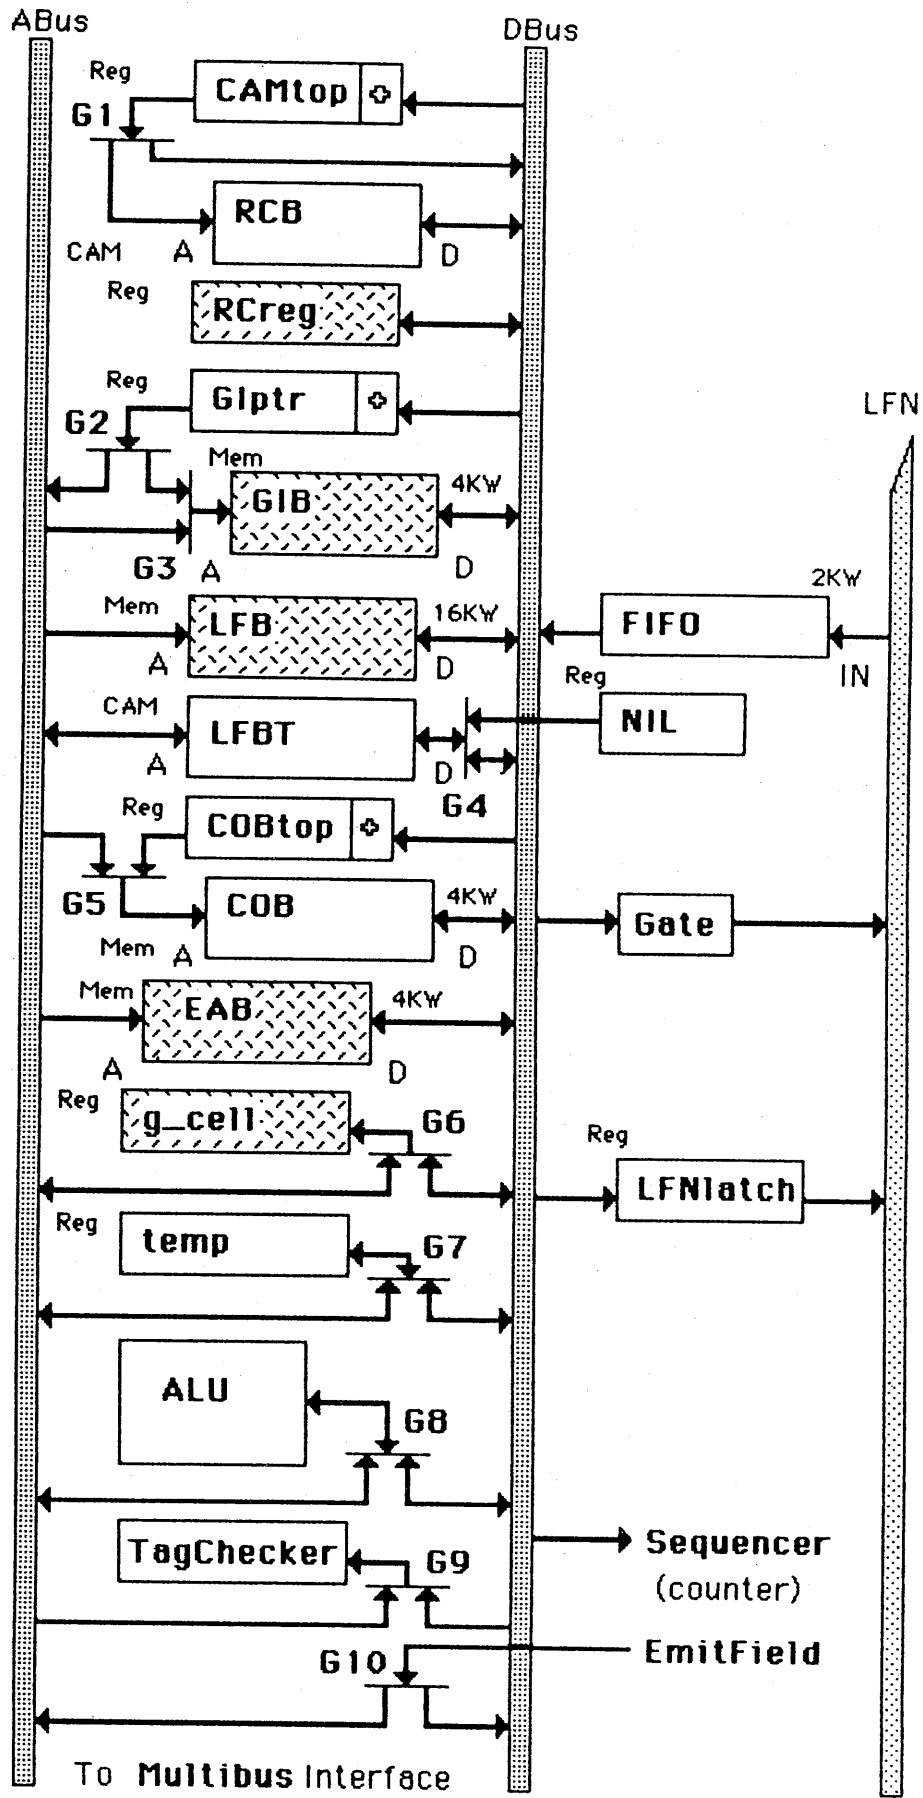 ABus
DBus
Reg
CAMtop
G1
RCB
CAM
A
D
Reg
RCreg
Reg
GIptr
G2
LFN
Mem
GIB
4KW
G3
A
D
2KW
Mem
LFB
16KW
FIFO
A
D
Reg
IN
CAM
LFBT
NIL
A
D
Reg
COBtop
G4
G5
COB
4KW
Gate
Mem
A
D
Mem
EAB
4KW
A
D
Reg
g_cell
G6
Reg
LFNlatch
Reg
temp
G7
ALU
G8
TagChecker
G9
Sequencer
(counter)
G10
EmitField
To Multibus Interface